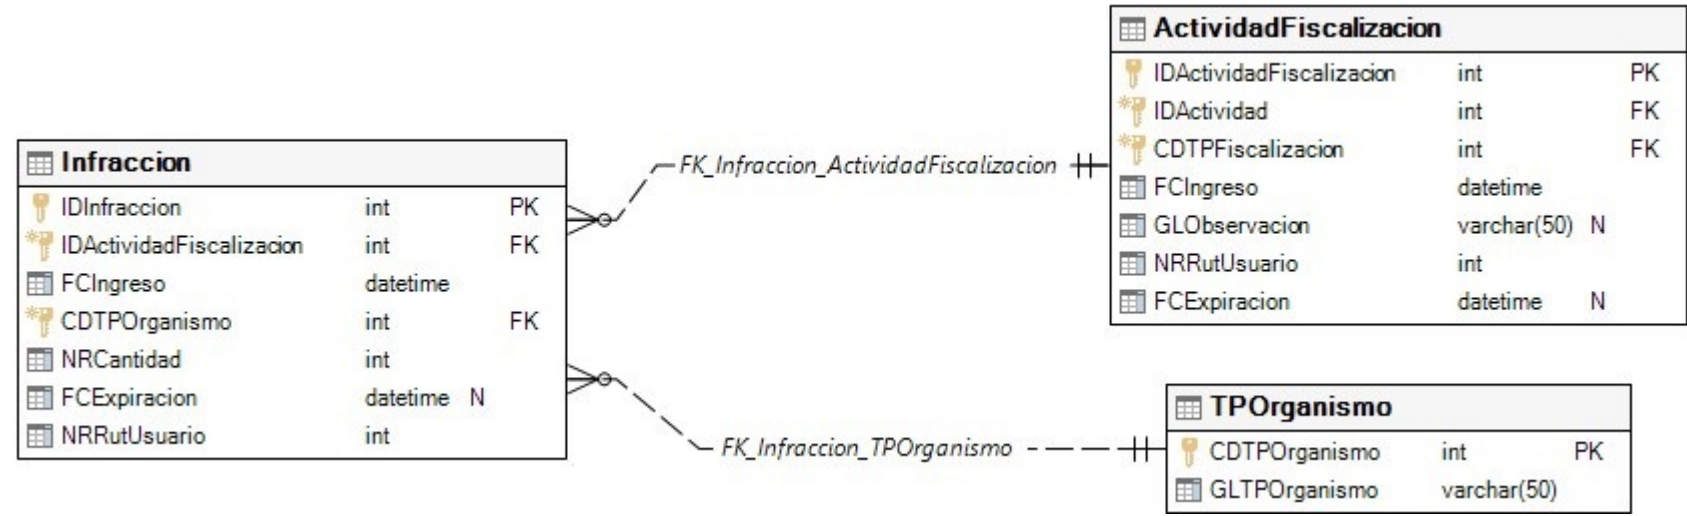 Infraccion
IDInfraccion int PK
IDActividadFiscalizacion int FK
FCIngreso datetime
CDTPOrganismo int FK
NRCantidad int
FCExpiracion datetime N
NRRutUsuario int
FK_Infraccion_ActividadFiscalizacion
FK_Infraccion_TPOrganismo
ActividadFiscalizacion
IDActividadFiscalizacion int PK
IDActividad int FK
CDTPFiscalizacion int FK
FCIngreso datetime
GLObservacion varchar(50) N
NRRutUsuario int
FCExpiracion datetime N
TPOrganismo
CDTPOrganismo int PK
GLTPOrganismo varchar(50)